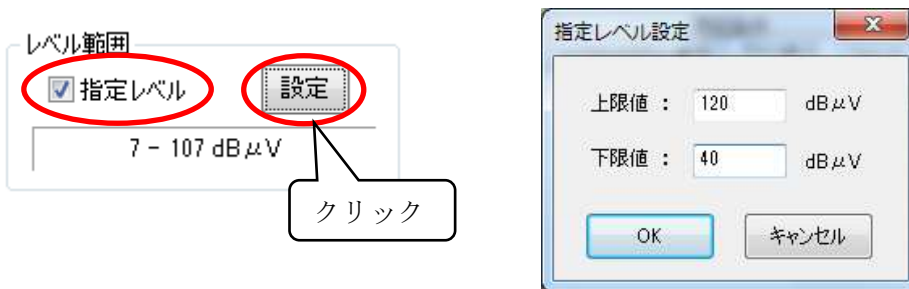 レベル範囲
指定レベル
設定
7 - 107 dBμV
クリック
指定レベル設定
上限値 : 120 dBμV
下限値 : 40 dBμV
OK
キャンセル